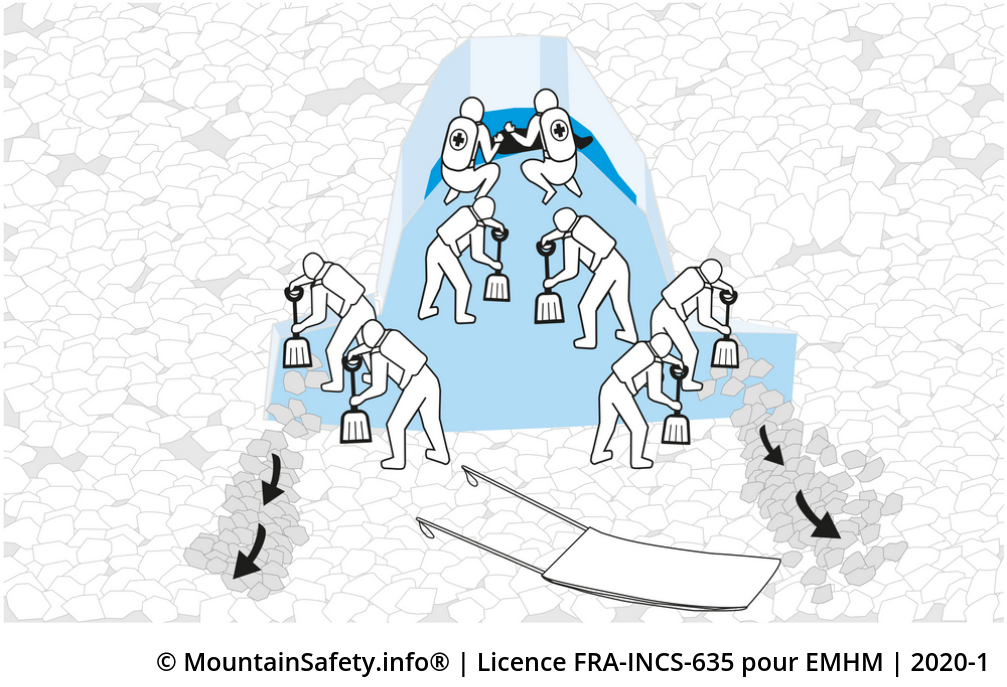 © MountainSafety.info® | Licence FRA-INCS-635 pour EMHM | 2020-1